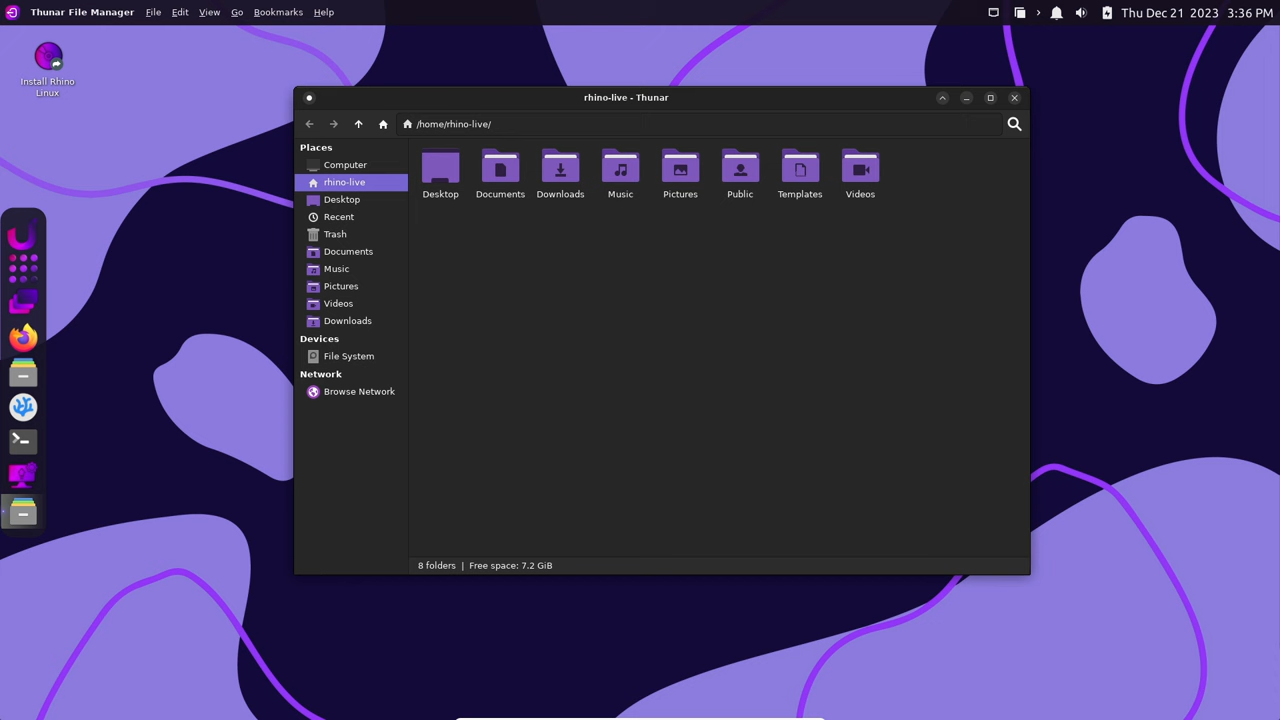 Thunar File Manager File Edit View Go Bookmarks Help
Thu Dec 21 2023 3:36 PM
Install Rhino
Linux
rhino-live - Thunar
/home/rhino-live/
Places
Computer
rhino-live
Desktop
Recent
Trash
Documents
Music
Pictures
Videos
Downloads
Devices
File System
Network
Browse Network
Desktop Documents Downloads Music Pictures Public Templates Videos
8 folders | Free space: 7.2 GiB